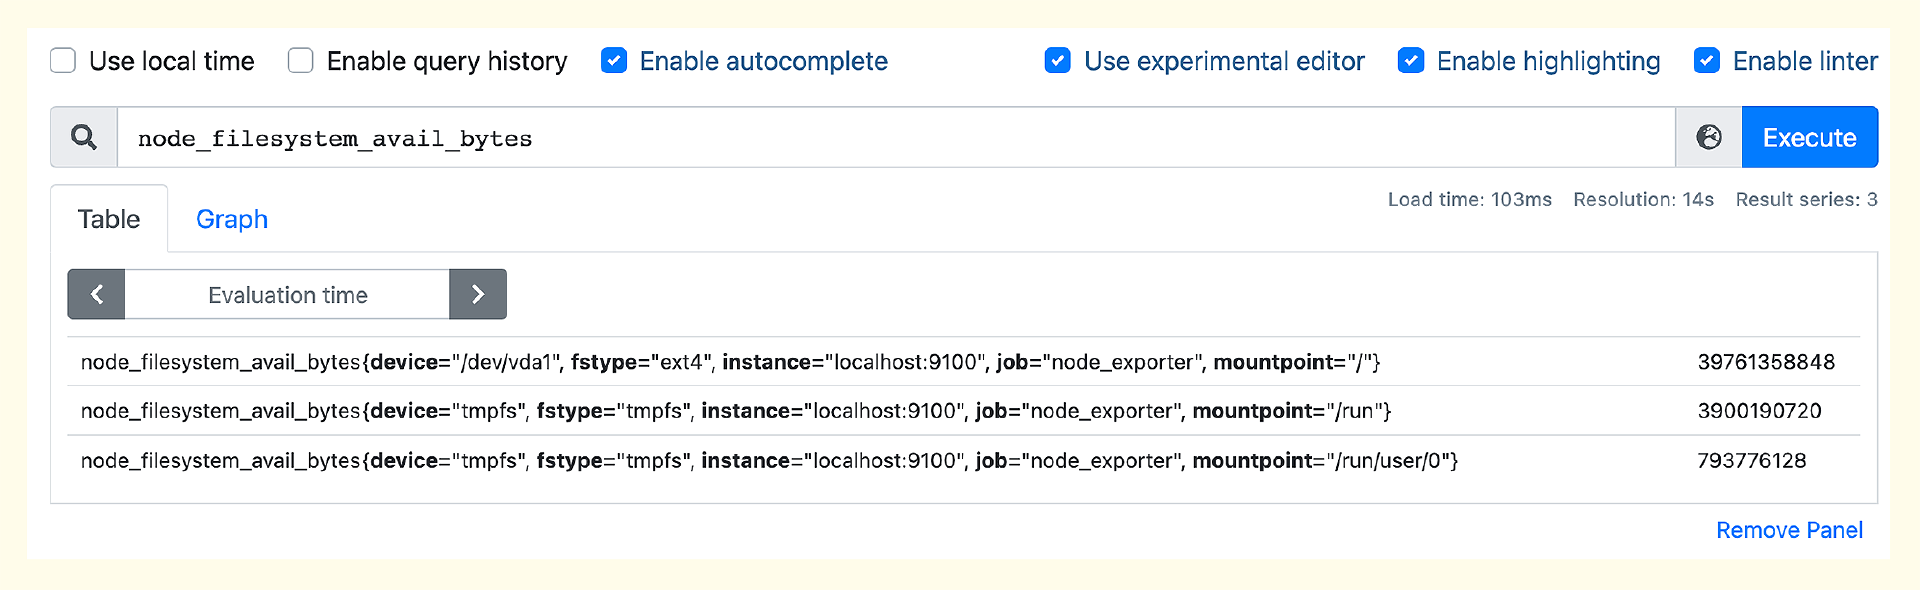 Use local time Enable query history Enable autocomplete Use experimental editor Enable highlighting Enable linter
node_filesystem_avail_bytes Execute
Load time: 103ms Resolution: 14s Result series: 3
Table Graph
Evaluation time
node_filesystem_avail_bytes{device="/dev/vda1", fstype="ext4", instance="localhost:9100", job="node_exporter", mountpoint="/"} 39761358848
node_filesystem_avail_bytes{device="tmpfs", fstype="tmpfs", instance="localhost:9100", job="node_exporter", mountpoint="/run"} 3900190720
node_filesystem_avail_bytes{device="tmpfs", fstype="tmpfs", instance="localhost:9100", job="node_exporter", mountpoint="/run/user/0"} 793776128
Remove Panel